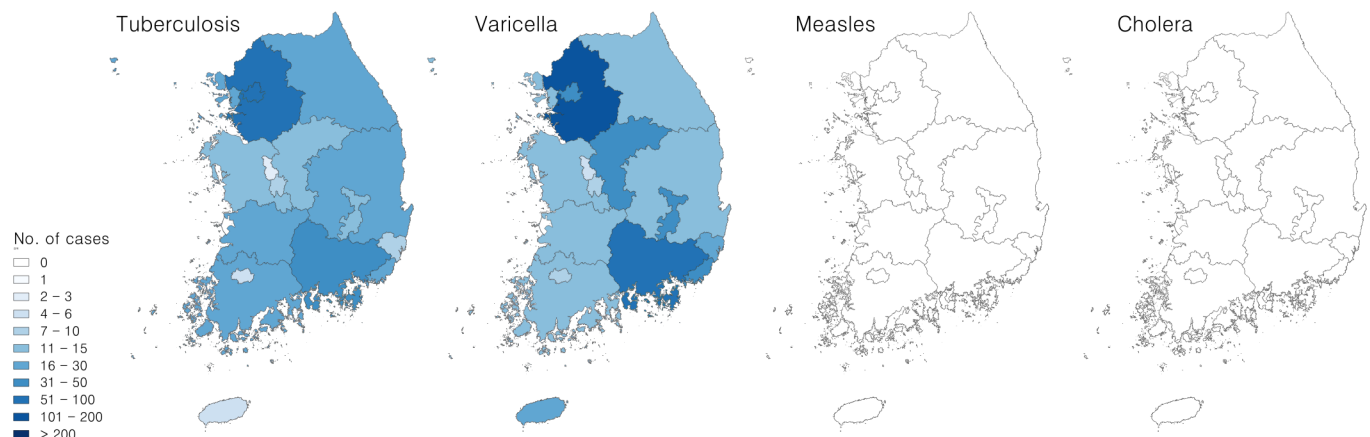 Tuberculosis
Varicella
Measles
Cholera
No. of cases
0
1
2 – 3
4 – 6
7 – 10
11 – 15
16 – 30
31 – 50
51 – 100
101 – 200
> 200